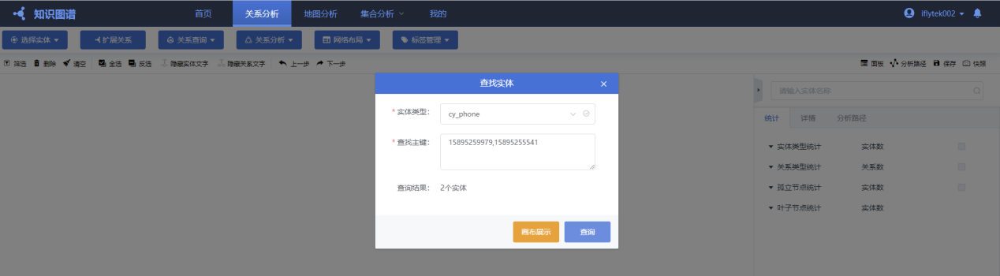 知识图谱 首页 关系分析 地图分析 集合分析 我的 iflytek002
选择实体 扩展关系 关系查询 关系分析 网络布局 标签管理
筛选 删除 清空 全选 反选 隐藏实体文字 隐藏关系文字 上一步 下一步 面板 分析路径 保存 快照
查找实体
请输入实体名称
* 实体类型： cy_phone
统计 详情 分析路径
* 查找主键： 15895259979,15895255541
实体类型统计 实体数
关系类型统计 关系数
查询结果： 2个实体
孤立节点统计 实体数
叶子节点统计 实体数
画布展示 查询